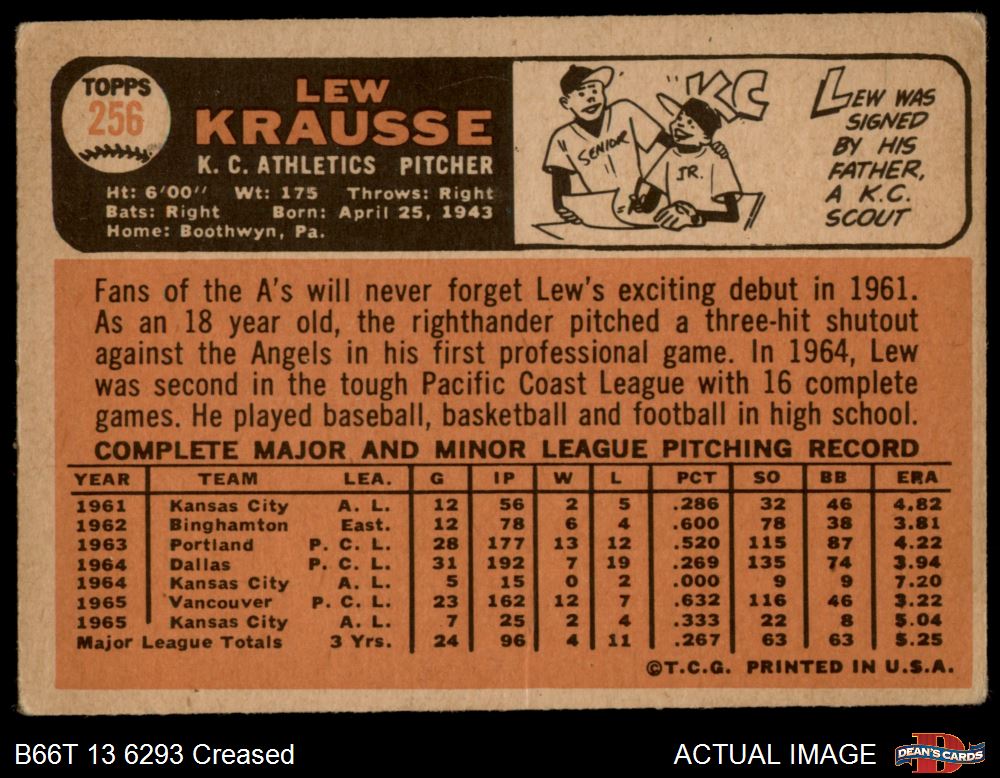 TOPPS
256
LEW
KRAUSSE
K. C. ATHLETICS PITCHER
Ht: 6'00" Wt: 175 Throws: Right
Bats: Right Born: April 25, 1943
Home: Boothwyn, Pa.
SENIOR
JR.
"KC
LEW WAS
SIGNED
BY HIS
FATHER,
A K.C.
SCOUT
Fans of the A's will never forget Lew's exciting debut in 1961.
As an 18 year old, the righthander pitched a three-hit shutout
against the Angels in his first professional game. In 1964, Lew
was second in the tough Pacific Coast League with 16 complete
games. He played baseball, basketball and football in high school.
COMPLETE MAJOR AND MINOR LEAGUE PITCHING RECORD
YEAR TEAM LEA. G IP W L PCT SO BB ERA
1961 Kansas City A. L. 12 56 2 5 .286 32 46 4.82
1962 Binghamton East. 12 78 6 4 .600 78 38 3.81
1963 Portland P. C. L. 28 177 13 12 .520 115 87 4.22
1964 Dallas P. C. L. 31 192 7 19 .269 135 74 3.94
1964 Kansas City A. L. 5 15 0 2 .000 9 9 7.20
1965 Vancouver P. C. L. 23 162 12 7 .632 116 46 3.22
1965 Kansas City A. L. 7 25 2 4 .333 22 8 5.04
Major League Totals 3 Yrs. 24 96 4 11 .267 63 63 5.25
©T.C.G. PRINTED IN U.S.A.
B66T 13 6293 Creased
ACTUAL IMAGE
DEAN'S CARDS